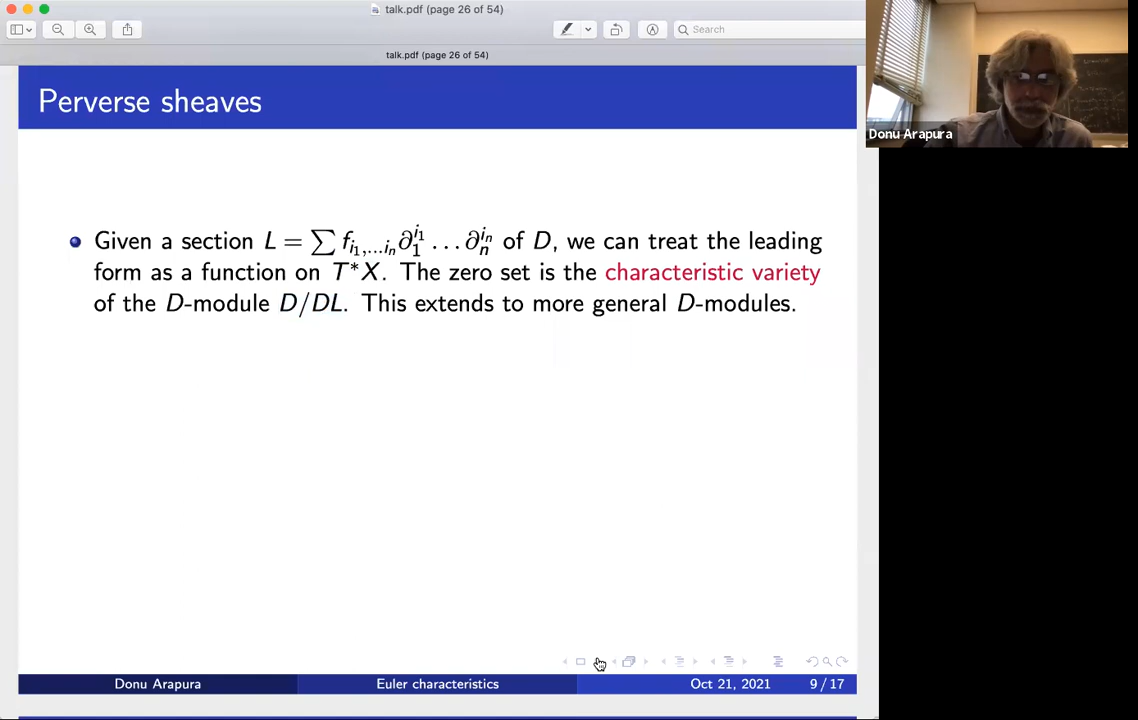 talk.pdf (page 26 of 54)
Search
talk.pdf (page 26 of 54)
Perverse sheaves
Given a section L = ∑ f_{i_1,...i_n} ∂_1^{i_1} ... ∂_n^{i_n} of D, we can treat the leading
form as a function on T*X. The zero set is the characteristic variety
of the D-module D/DL. This extends to more general D-modules.
Donu Arapura
Euler characteristics
Oct 21, 2021
9 / 17
Donu Arapura